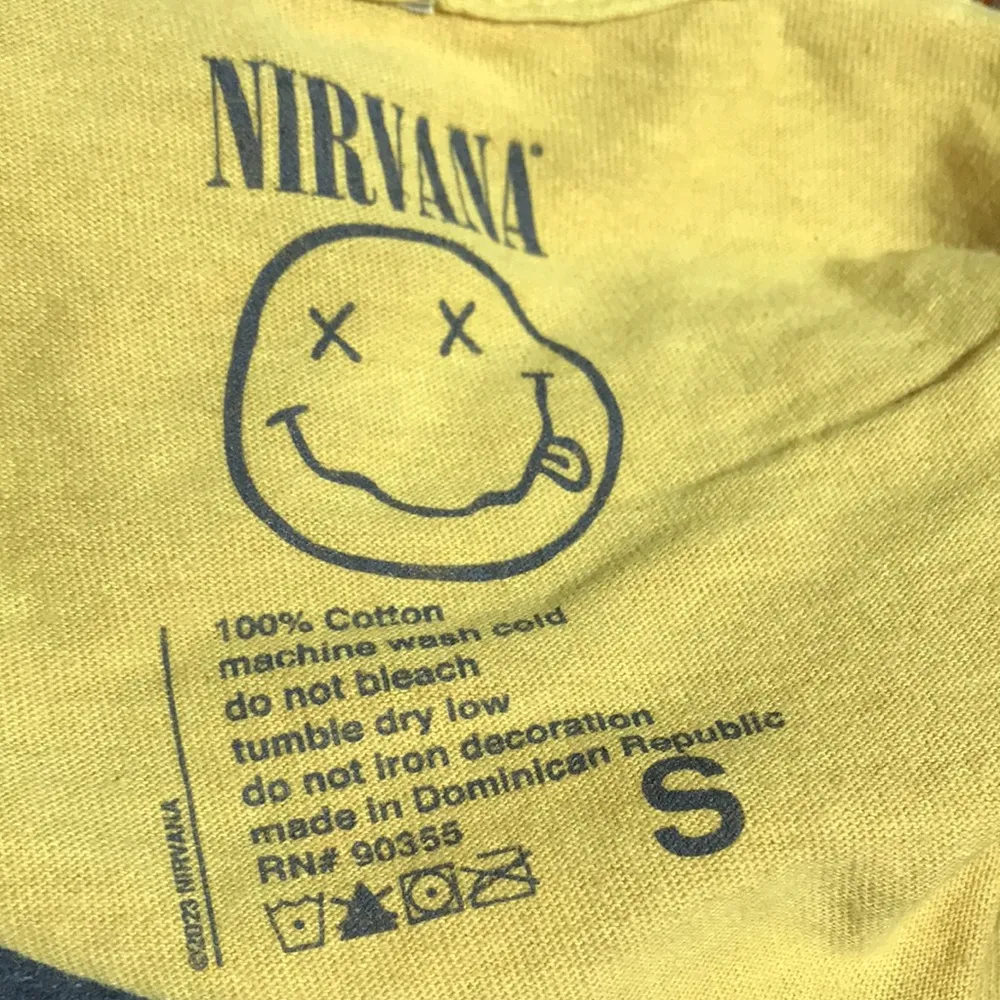 NIRVANA
100% Cotton
machine wash cold
do not bleach
tumble dry low
do not iron decoration
made in Dominican Republic
RN# 90355
S
©2023 NIRVANA